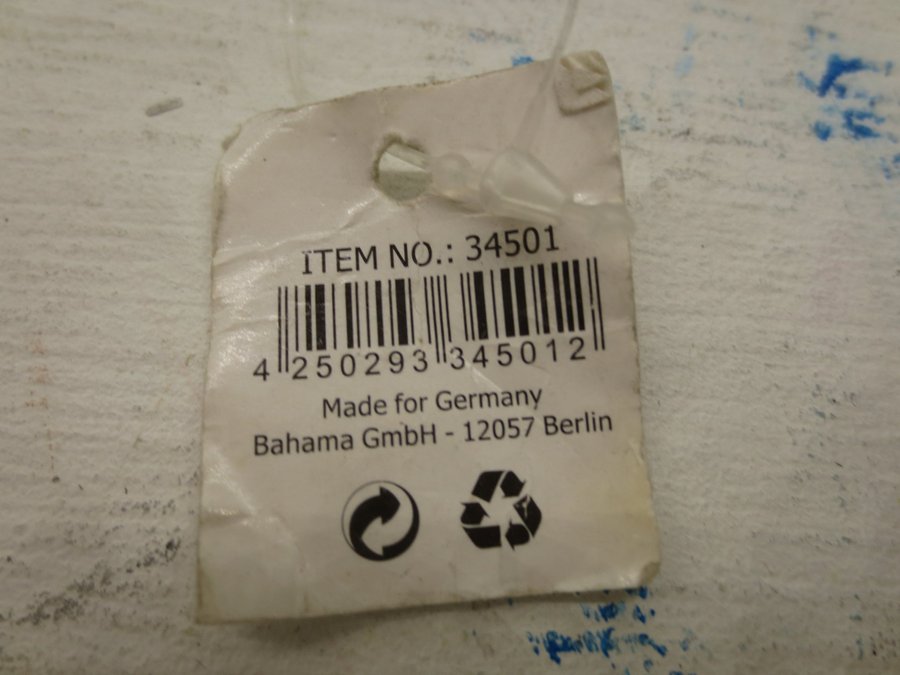 ITEM NO.: 34501
4 250293 345012
Made for Germany
Bahama GmbH - 12057 Berlin